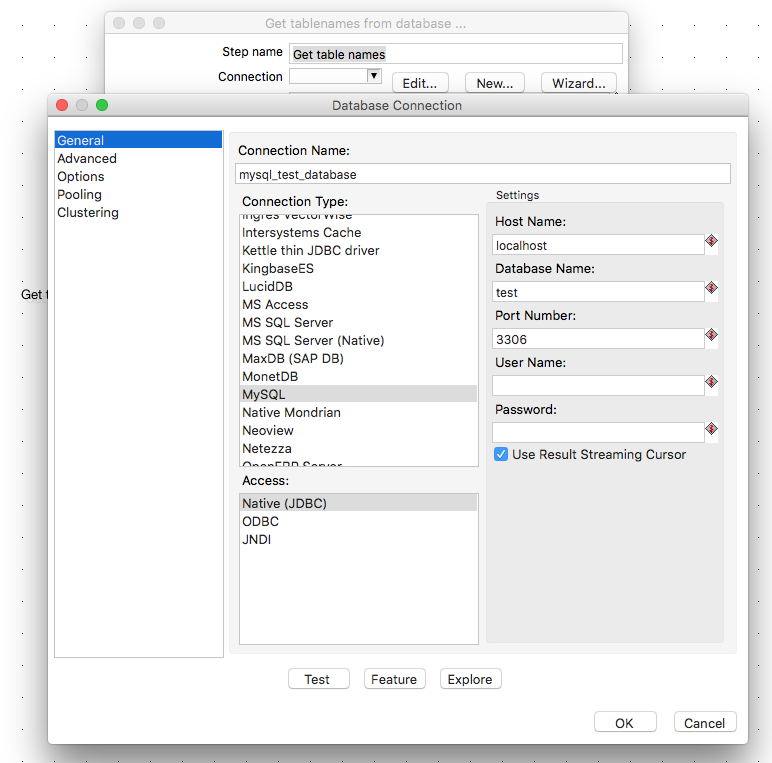 Get tablenames from database ...
Step name
Get table names
Connection
Edit...
New...
Wizard...
Database Connection
General
Advanced
Options
Pooling
Clustering
Connection Name:
mysql_test_database
Connection Type:
Ingres VectorWise
Intersystems Cache
Kettle thin JDBC driver
KingbaseES
LucidDB
MS Access
MS SQL Server
MS SQL Server (Native)
MaxDB (SAP DB)
MonetDB
MySQL
Native Mondrian
Neoview
Netezza
OpenERP Server
Access:
Native (JDBC)
ODBC
JNDI
Settings
Host Name:
localhost
Database Name:
test
Port Number:
3306
User Name:
Password:
Use Result Streaming Cursor
Get t
Test
Feature
Explore
OK
Cancel